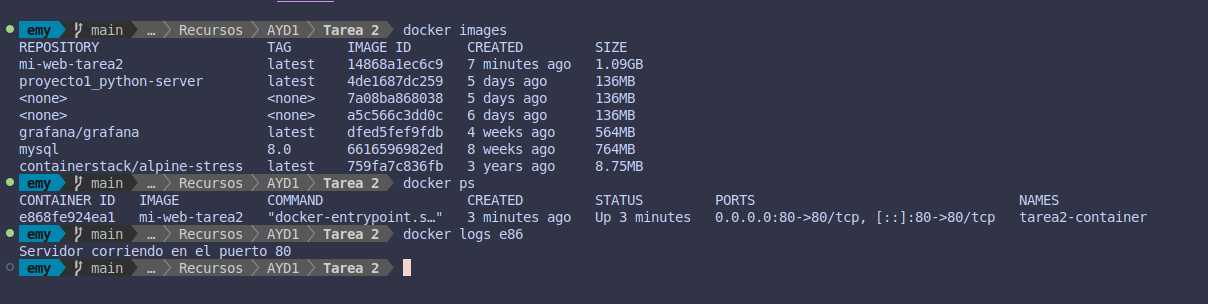 emy main … Recursos AYD1 Tarea 2 docker images
REPOSITORY TAG IMAGE ID CREATED SIZE
mi-web-tarea2 latest 14868a1ec6c9 7 minutes ago 1.09GB
proyecto1_python-server latest 4de1687dc259 5 days ago 136MB
<none> <none> 7a08ba868038 5 days ago 136MB
<none> <none> a5c566c3dd0c 6 days ago 136MB
grafana/grafana latest dfed5fef9fdb 4 weeks ago 564MB
mysql 8.0 6616596982ed 8 weeks ago 764MB
containerstack/alpine-stress latest 759fa7c836fb 3 years ago 8.75MB
emy main … Recursos AYD1 Tarea 2 docker ps
CONTAINER ID IMAGE COMMAND CREATED STATUS PORTS NAMES
e868fe924ea1 mi-web-tarea2 "docker-entrypoint.s…" 3 minutes ago Up 3 minutes 0.0.0.0:80->80/tcp, [::]:80->80/tcp tarea2-container
emy main … Recursos AYD1 Tarea 2 docker logs e86
Servidor corriendo en el puerto 80
emy main … Recursos AYD1 Tarea 2